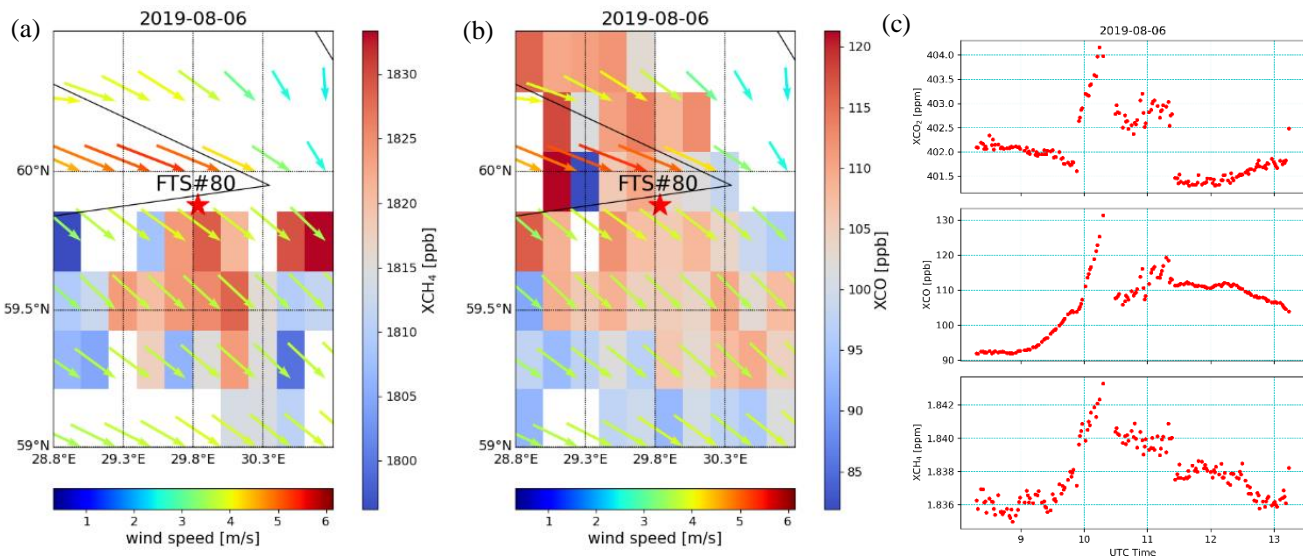 (a)
2019-08-06
60°N
59.5°N
59°N
28.8°E 29.3°E 29.8°E 30.3°E
FTS#80
1830
1825
1820
1815
1810
1805
1800
XCH₄ [ppb]
1 2 3 4 5 6
wind speed [m/s]
(b)
2019-08-06
60°N
59.5°N
59°N
28.8°E 29.3°E 29.8°E 30.3°E
FTS#80
120
115
110
105
100
95
90
85
XCO [ppb]
1 2 3 4 5 6
wind speed [m/s]
(c)
2019-08-06
404.0
403.5
403.0
402.5
402.0
401.5
XCO₂ [ppm]
130
120
110
100
90
XCO [ppb]
1.842
1.840
1.838
1.836
XCH₄ [ppm]
9 10 11 12 13
UTC Time